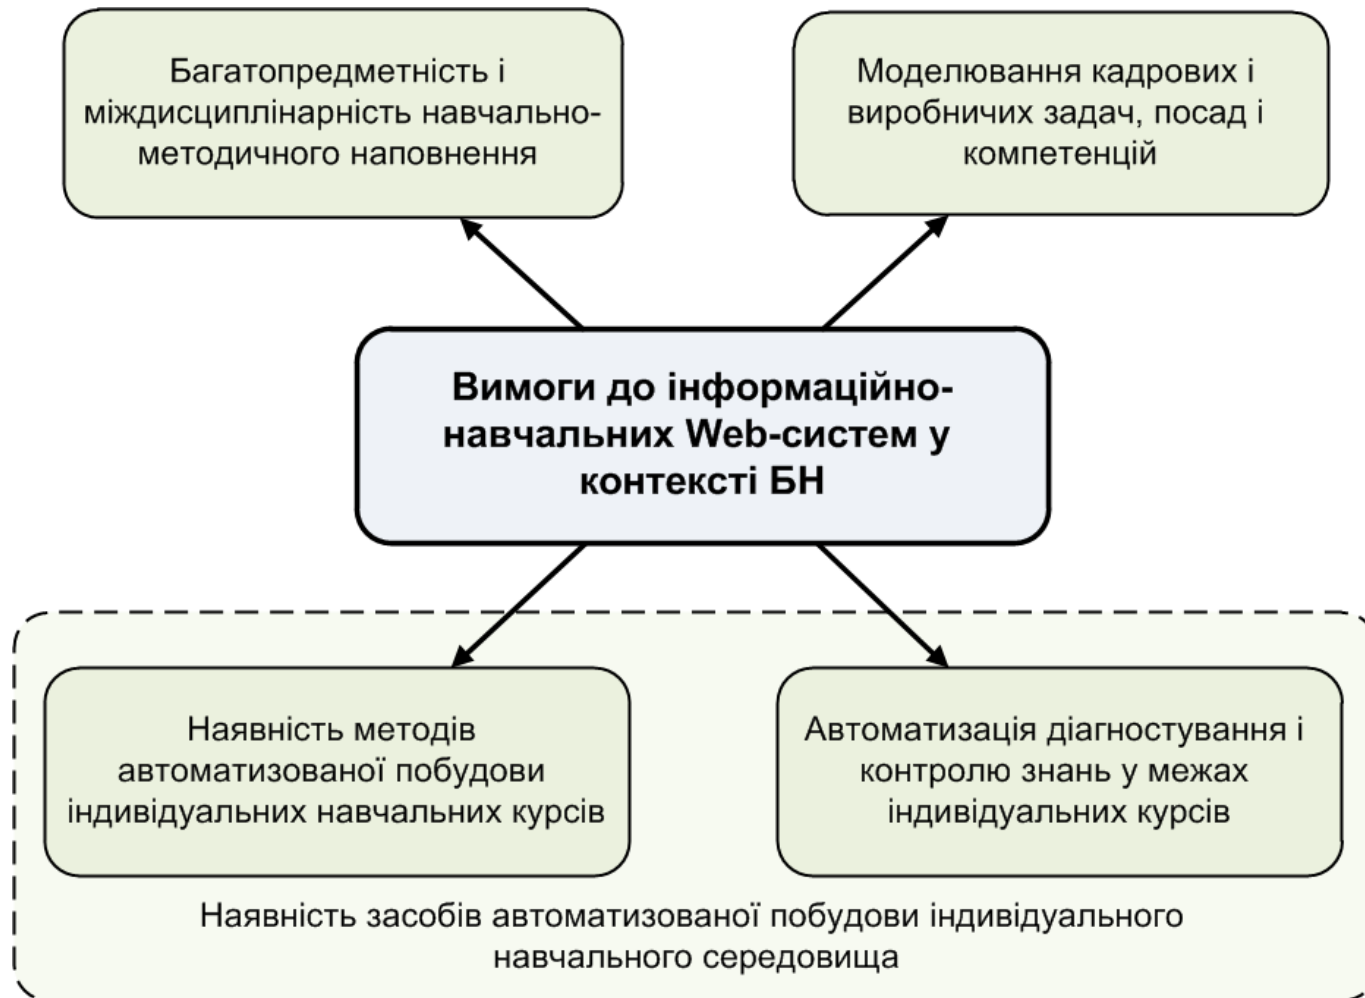 Багатопредметність і
міждисциплінарність навчально-
методичного наповнення
Моделювання кадрових і
виробничих задач, посад і
компетенцій
Вимоги до інформаційно-
навчальних Web-систем у
контексті БН
Наявність методів
автоматизованої побудови
індивідуальних навчальних курсів
Автоматизація діагностування і
контролю знань у межах
індивідуальних курсів
Наявність засобів автоматизованої побудови індивідуального
навчального середовища